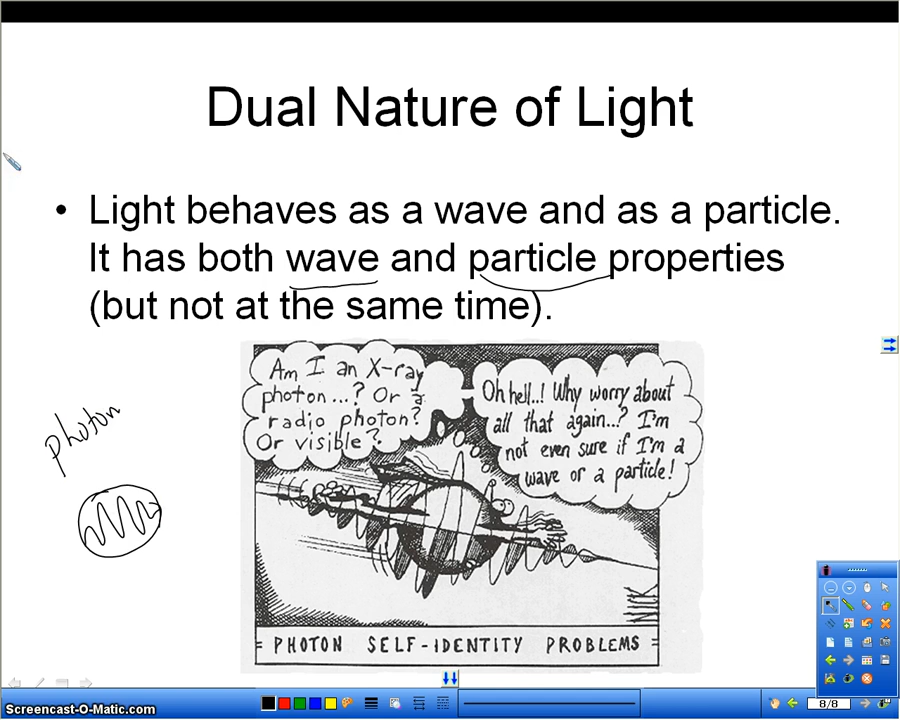 Dual Nature of Light
• Light behaves as a wave and as a particle.
It has both wave and particle properties
(but not at the same time).
Am I an X-ray
photon...? Or a
radio photon?
Or visible?
Oh hell..! Why worry about
all that again..? I'm
not even sure if I'm a
wave or a particle!
photon
PHOTON SELF-IDENTITY PROBLEMS
Screencast-O-Matic.com
8/8